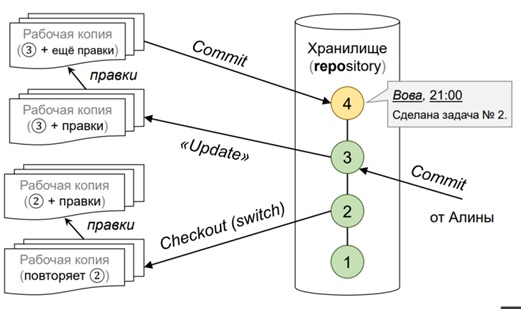 Рабочая копия
(③ + ещё правки)
правки
Рабочая копия
(③ + правки)
Рабочая копия
(② + правки)
правки
Рабочая копия
(повторяет ②)
Commit
«Update»
Checkout (switch)
Хранилище
(repository)
4
3
2
1
Вова, 21:00
Сделана задача № 2.
Commit
от Алины